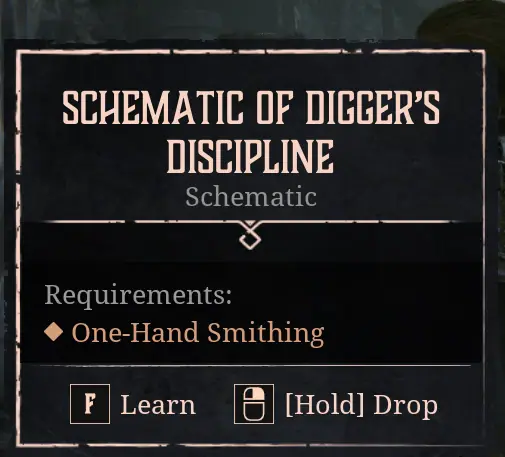 SCHEMATIC OF DIGGER'S
DISCIPLINE
Schematic
Requirements:
One-Hand Smithing
F Learn [Hold] Drop